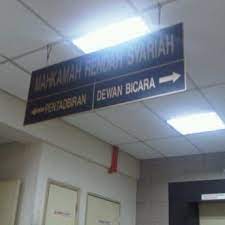 MAHKAMAH RENDAH SYARIAH
PENTADBIRAN
DEWAN BICARA